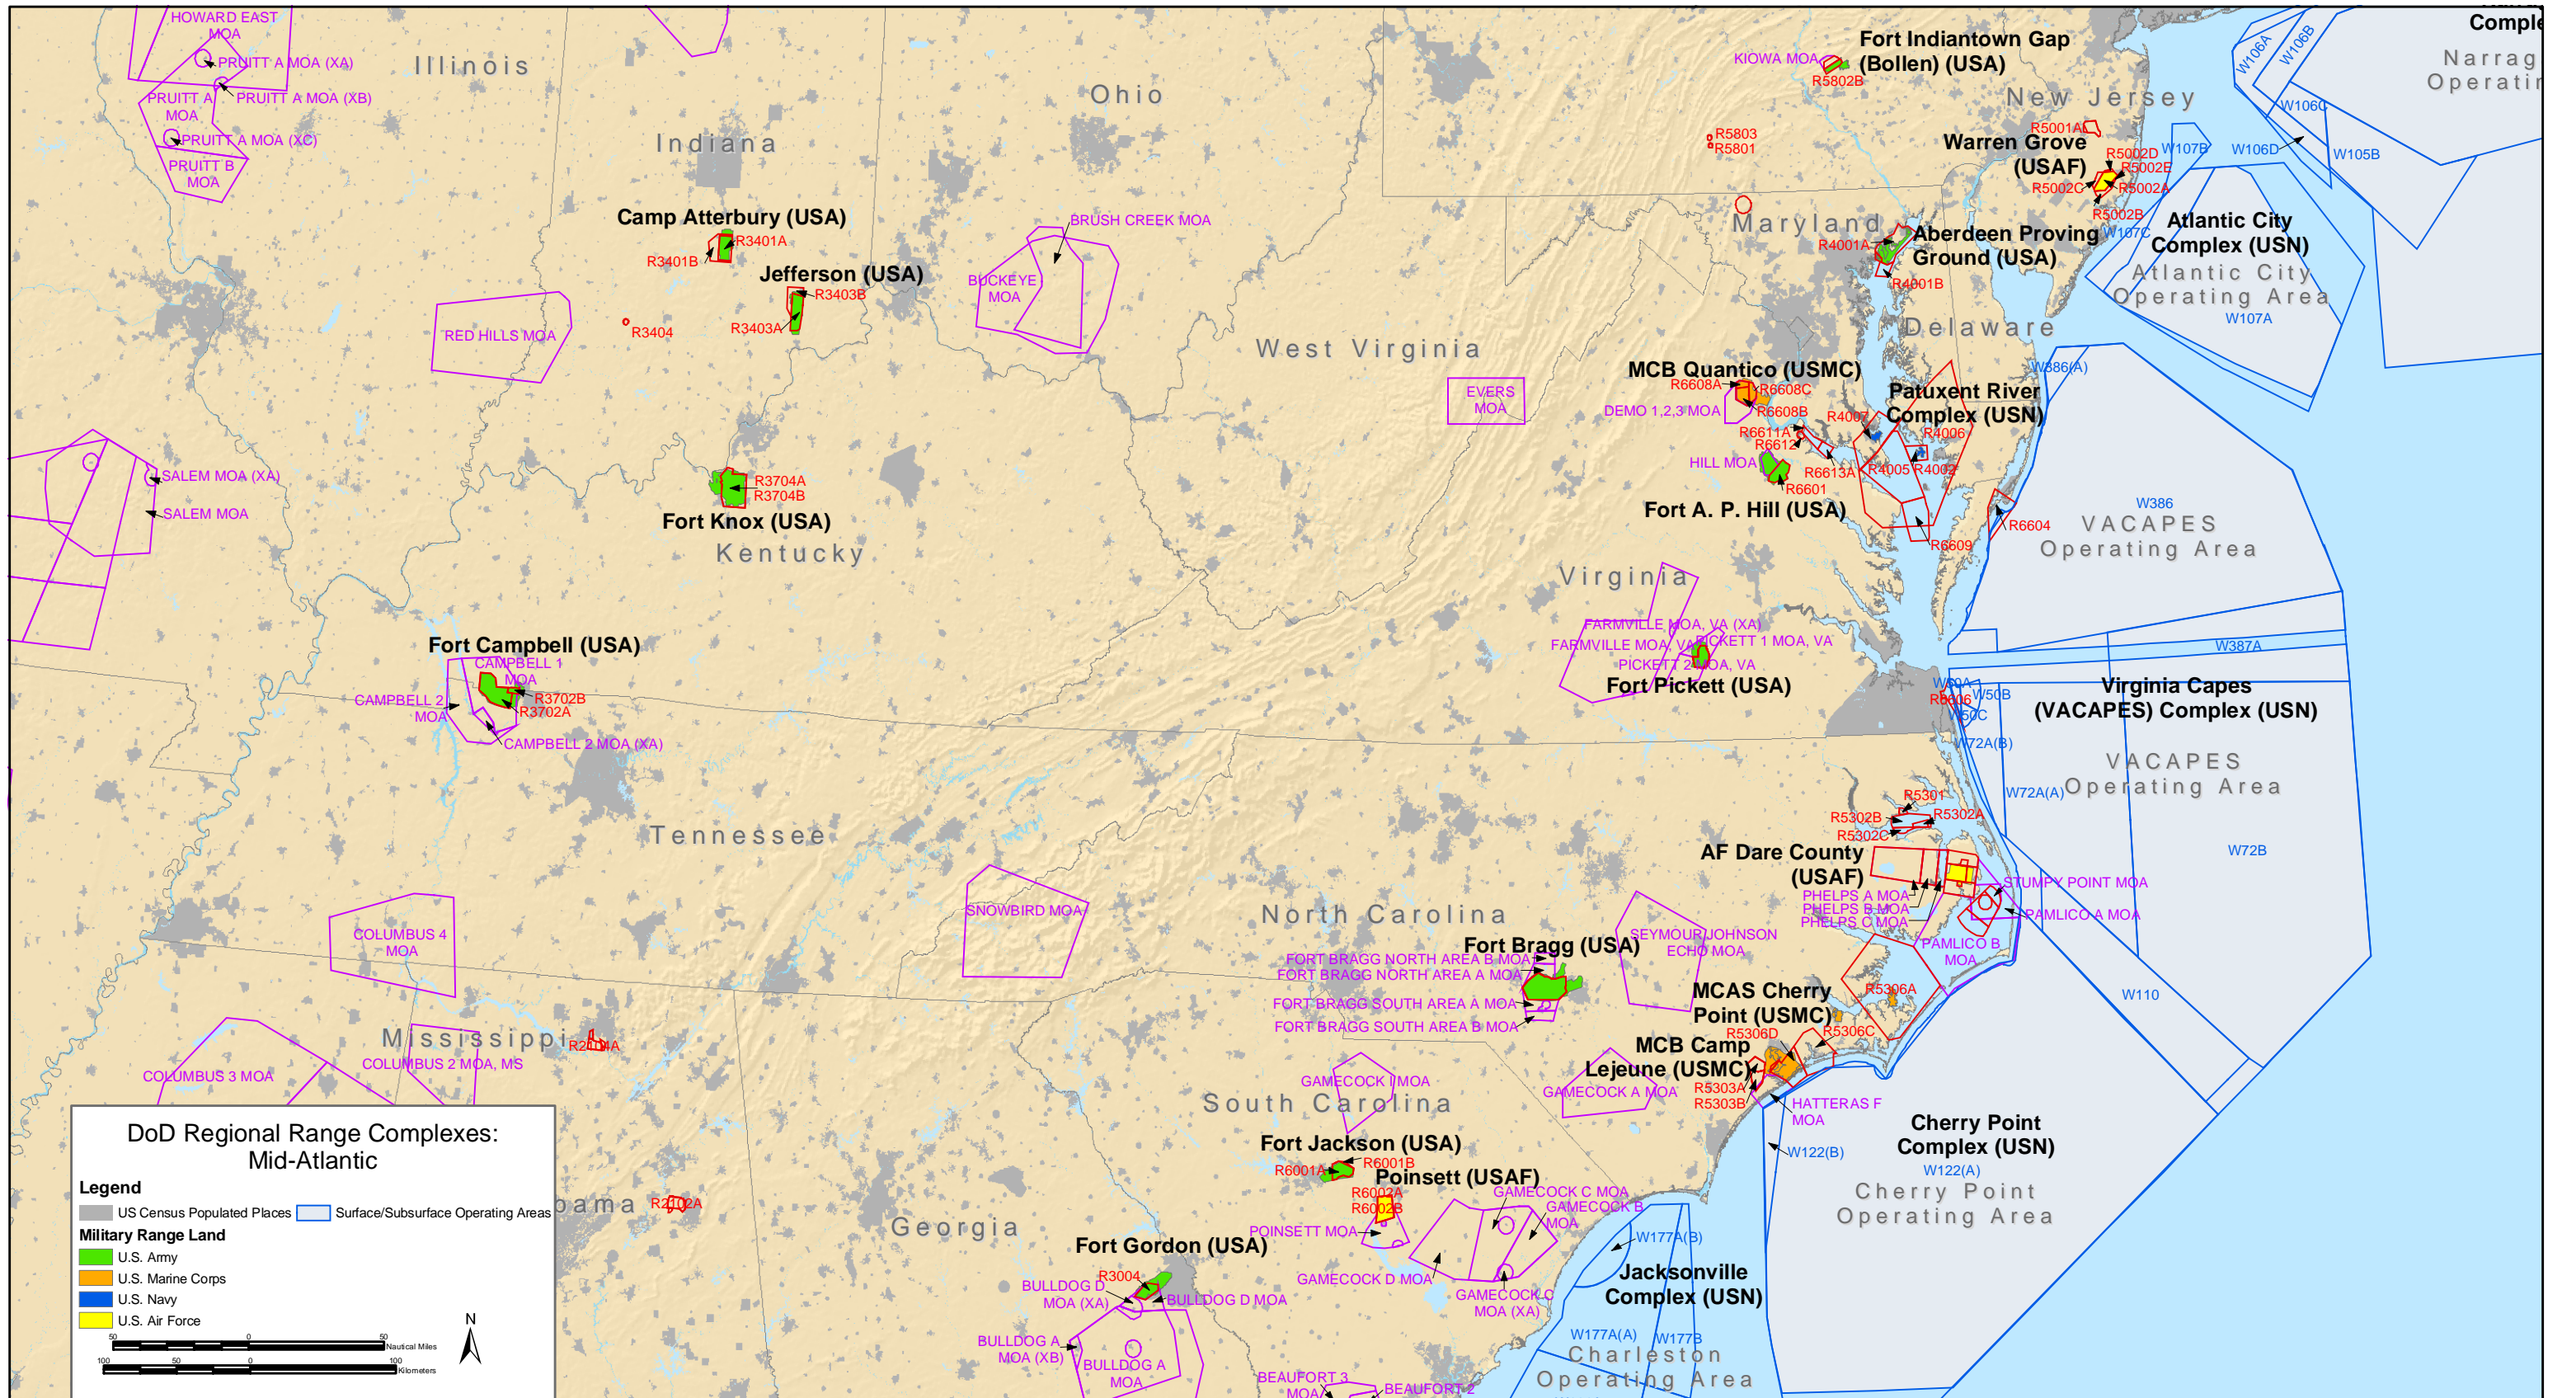 HOWARD EAST
MOA
PRUITT A MOA (XA)
PRUITT A
MOA
PRUITT A MOA (XB)
PRUITT A MOA (XC)
PRUITT B
MOA
Illinois
Indiana
Ohio
Camp Atterbury (USA)
R3401A
R3401B
Jefferson (USA)
R3403B
R3403A
R3404
RED HILLS MOA
BRUSH CREEK MOA
BUCKEYE
MOA
West Virginia
EVERS
MOA
SALEM MOA (XA)
SALEM MOA
R3704A
R3704B
Fort Knox (USA)
Kentucky
Fort Campbell (USA)
CAMPBELL 1
MOA
CAMPBELL 2
MOA
R3702B
R3702A
CAMPBELL 2 MOA (XA)
Tennessee
COLUMBUS 4
MOA
SNOWBIRD MOA
Mississippi
R2104A
COLUMBUS 3 MOA
COLUMBUS 2 MOA, MS
bama
R2102A
Georgia
KIOWA MOA
Fort Indiantown Gap
(Bollen) (USA)
R5802B
R5803
R5801
New Jersey
R5001A
Warren Grove
(USAF)
R5002D
R5002E
R5002C
R5002A
R5002B
W107B
W107C
W106A
W106B
W106C
W106D
W105B
Comple
Narrag
Operatin
Atlantic City
Complex (USN)
Atlantic City
Operating Area
W107A
Maryland
R4001A
Aberdeen Proving
Ground (USA)
R4001B
Delaware
MCB Quantico (USMC)
R6608A
R6608C
R6608B
DEMO 1,2,3 MOA
R6611A
R6612
R6613A
HILL MOA
R6601
Fort A. P. Hill (USA)
Patuxent River
Complex (USN)
R4007
R4006
R4005
R4002
R6609
R6604
W386(A)
W386
VACAPES
Operating Area
Virginia
FARMVILLE MOA, VA (XA)
FARMVILLE MOA, VA
PICKETT 1 MOA, VA
PICKETT 2 MOA, VA
Fort Pickett (USA)
W387A
W50A
W50B
R6606
W50C
W72A(B)
Virginia Capes
(VACAPES) Complex (USN)
VACAPES
Operating Area
W72A(A)
W72B
R5301
R5302B
R5302A
R5302C
AF Dare County
(USAF)
PHELPS A MOA
PHELPS B MOA
PHELPS C MOA
STUMPY POINT MOA
PAMLICO A MOA
PAMLICO B
MOA
W110
North Carolina
Fort Bragg (USA)
FORT BRAGG NORTH AREA B MOA
FORT BRAGG NORTH AREA A MOA
FORT BRAGG SOUTH AREA A MOA
FORT BRAGG SOUTH AREA B MOA
SEYMOUR JOHNSON
ECHO MOA
MCAS Cherry
Point (USMC)
R5306A
R5306D
R5306C
MCB Camp
Lejeune (USMC)
R5303A
R5303B
HATTERAS F
MOA
GAMECOCK I MOA
GAMECOCK A MOA
South Carolina
Fort Jackson (USA)
R6001A
R6001B
Poinsett (USAF)
R6002A
R6002B
POINSETT MOA
GAMECOCK C MOA
GAMECOCK B
MOA
GAMECOCK D MOA
GAMECOCK C
MOA (XA)
Fort Gordon (USA)
R3004
BULLDOG D
MOA (XA)
BULLDOG D MOA
BULLDOG A
MOA (XB)
BULLDOG A
MOA
BEAUFORT 3
MOA
BEAUFORT 2
W122(B)
Cherry Point
Complex (USN)
W122(A)
Cherry Point
Operating Area
W177A(B)
Jacksonville
Complex (USN)
W177A(A)
W177B
Charleston
Operating Area
DoD Regional Range Complexes:
Mid-Atlantic
Legend
US Census Populated Places
Surface/Subsurface Operating Areas
Military Range Land
U.S. Army
U.S. Marine Corps
U.S. Navy
U.S. Air Force
50 0 50
Nautical Miles
100 50 0 100
Kilometers
N